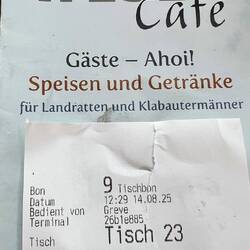 Café
Gäste – Ahoi!
Speisen und Getränke
für Landratten und Klabautermänner
Bon 9 Tischbon
Datum 12:29 14.08.25
Bedient von Greve
Terminal 26b1e885
Tisch Tisch 23